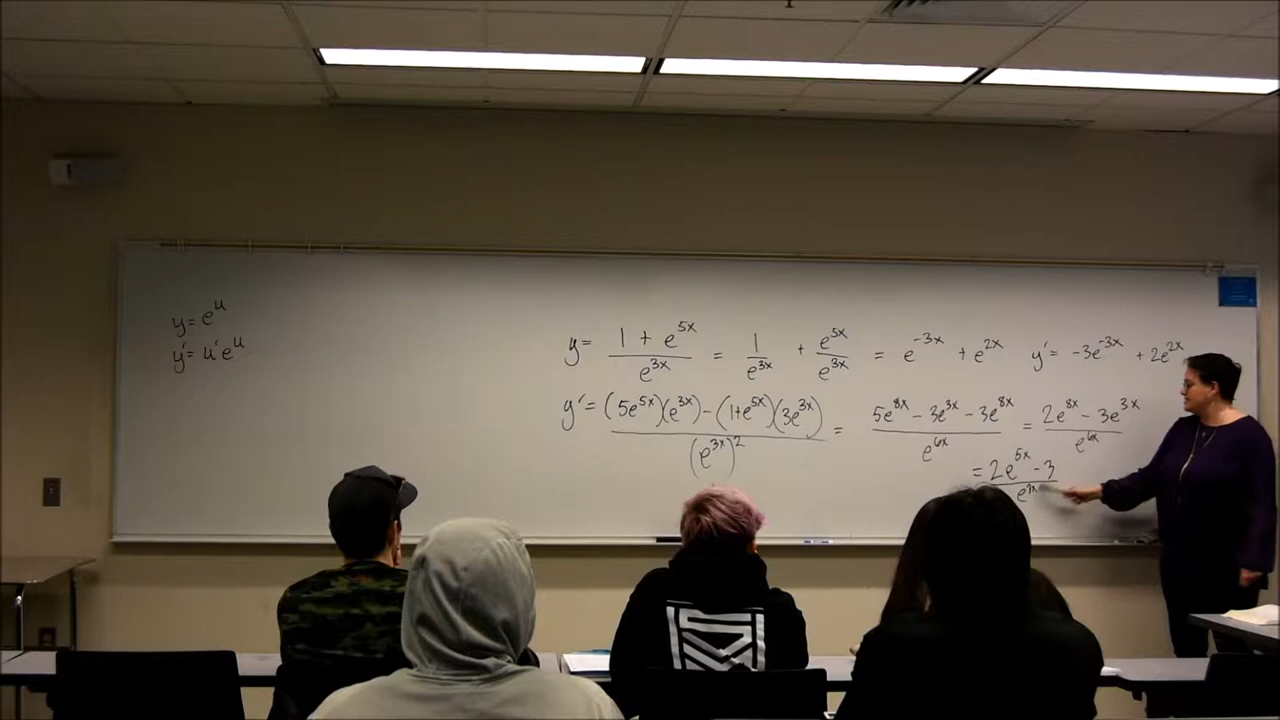 y = e^u
y' = u'e^u
y = (1 + e^{5x})/e^{3x} = 1/e^{3x} + e^{5x}/e^{3x} = e^{-3x} + e^{2x}   y' = -3e^{-3x} + 2e^{2x}
y' = ((5e^{5x})(e^{3x}) - (1+e^{5x})(3e^{3x}))/(e^{3x})^2 = (5e^{8x} - 3e^{3x} - 3e^{8x})/e^{6x} = (2e^{8x} - 3e^{3x})/e^{6x}
= (2e^{5x} - 3)/e^{3x}